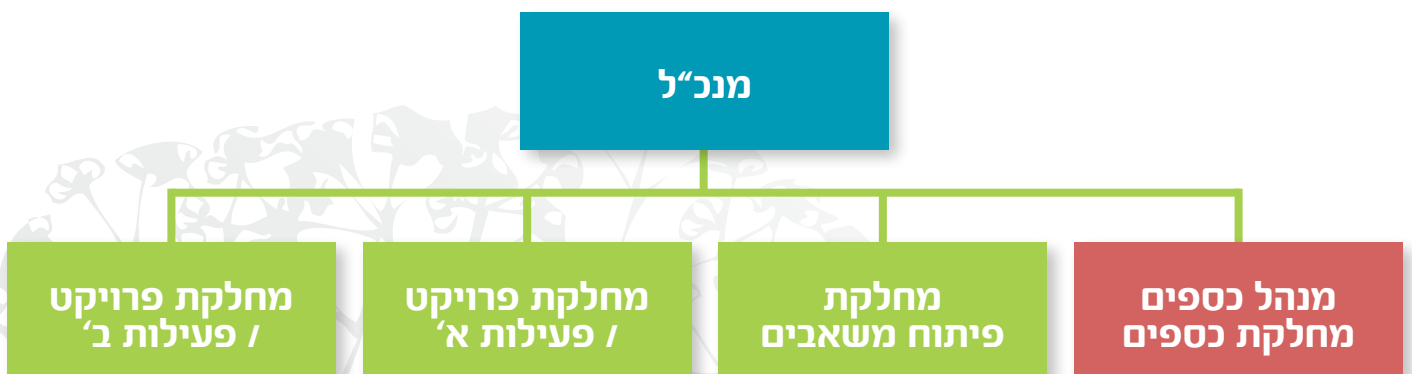 מנכ“ל
מנהל כספים
מחלקת כספים
מחלקת
פיתוח משאבים
מחלקת פרויקט
/ פעילות א‘
מחלקת פרויקט
/ פעילות ב‘